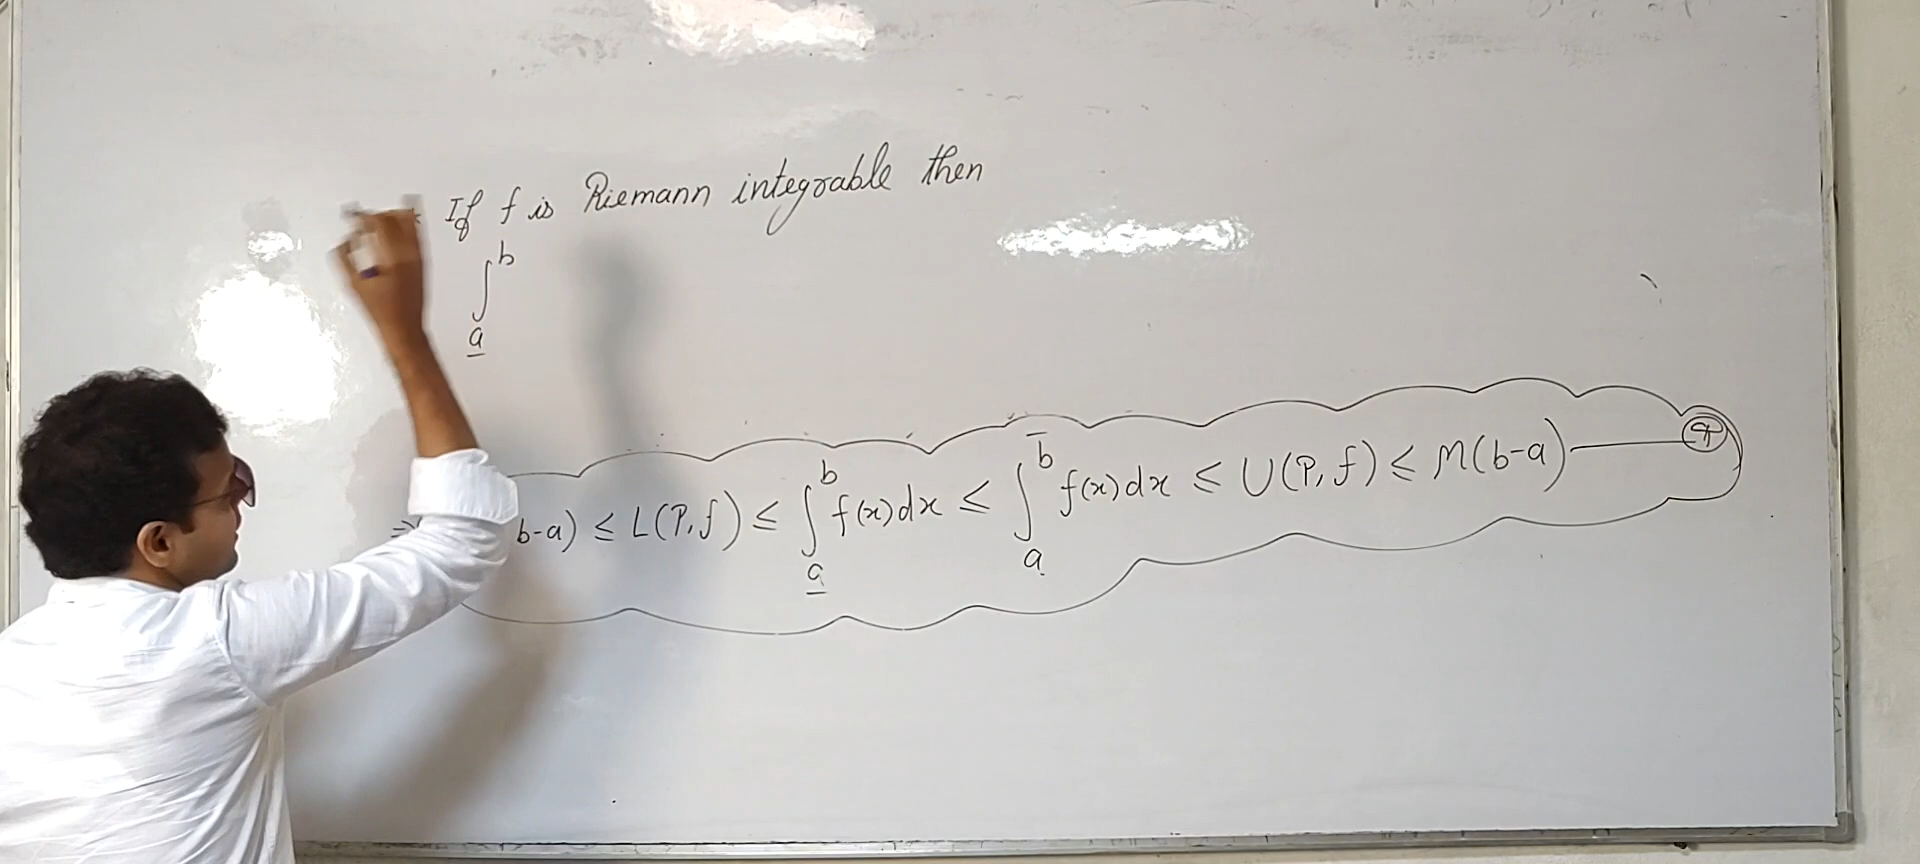 If f is Riemann integrable then
∫_a̲^b
⇒ b-a) ≤ L(P,f) ≤ ∫_a̲^b f(x)dx ≤ ∫_a^b̅ f(x)dx ≤ U(P,f) ≤ M(b-a)